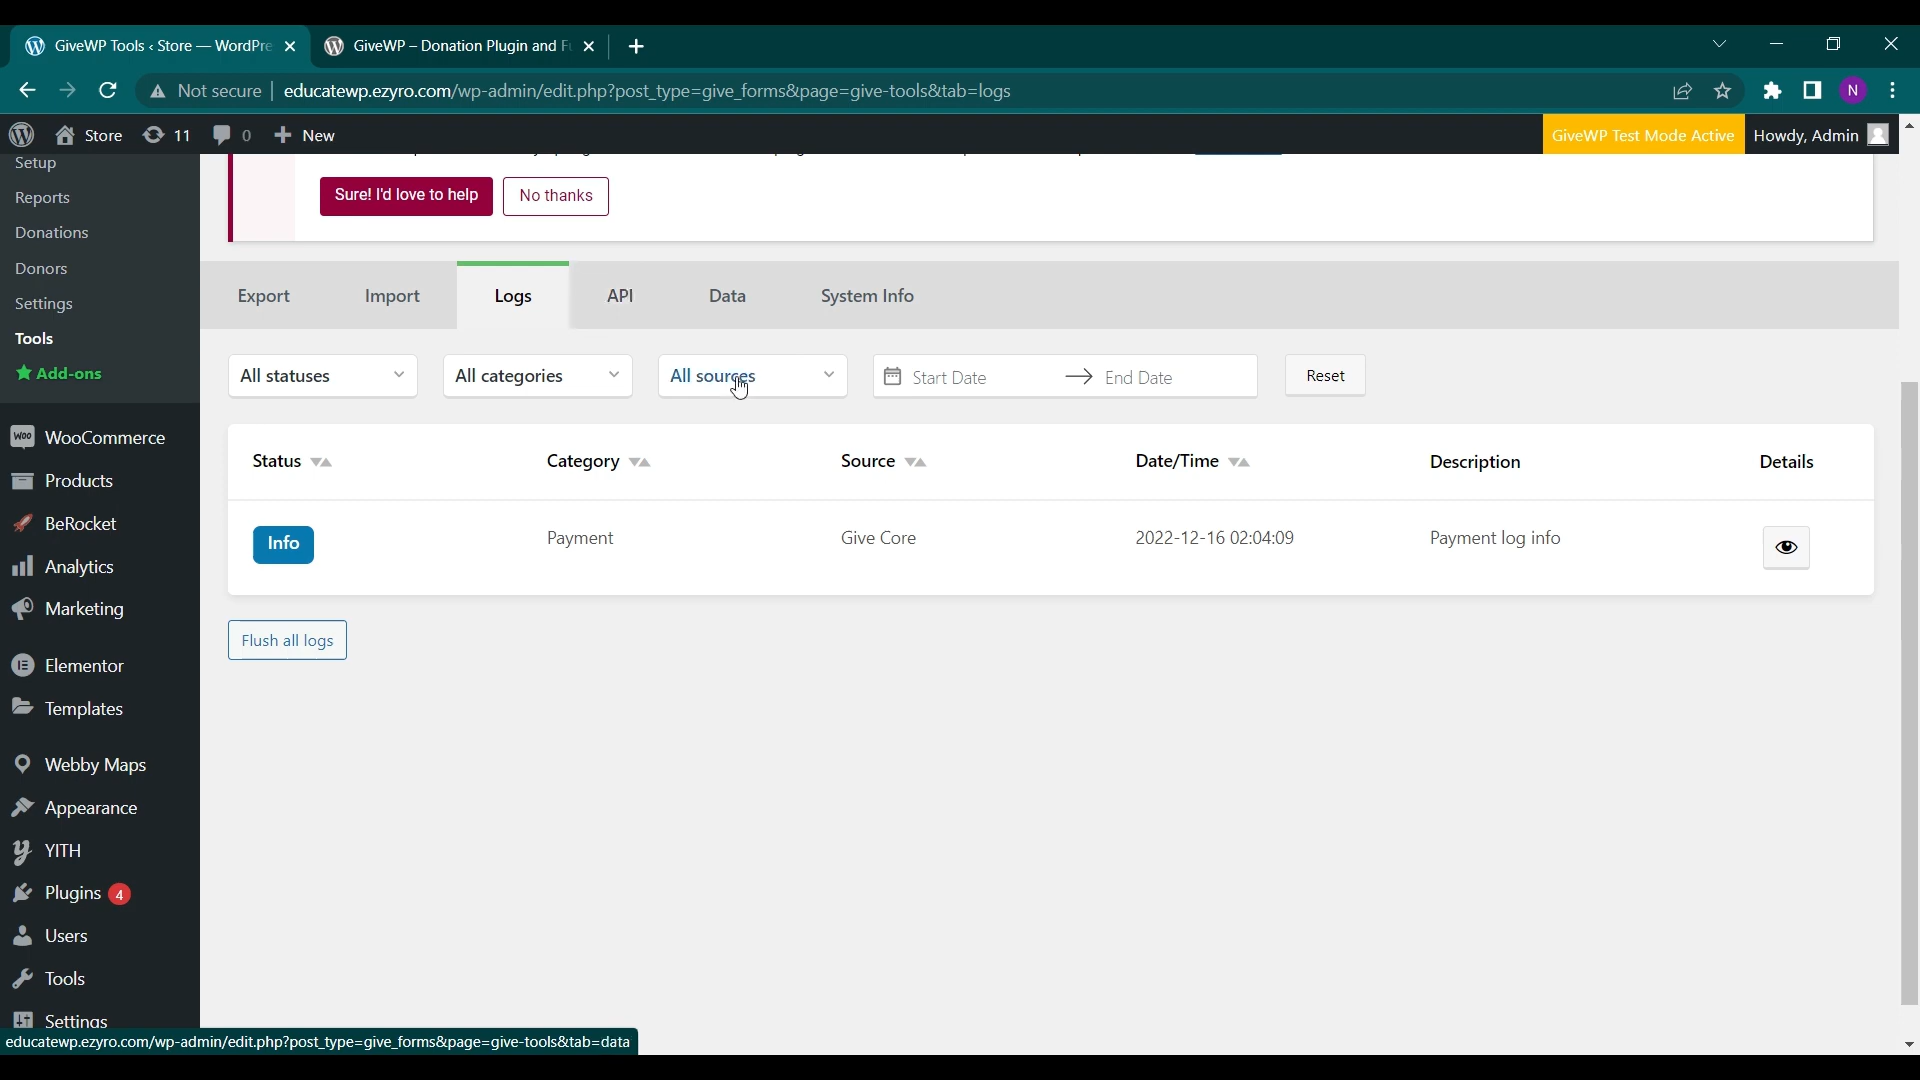 GiveWP Tools ‹ Store — WordPre
GiveWP – Donation Plugin and F
Not secure
educatewp.ezyro.com/wp-admin/edit.php?post_type=give_forms&page=give-tools&tab=logs
N
Store
11
0
New
GiveWP Test Mode Active
Howdy, Admin
Setup
Reports
Donations
Donors
Settings
Tools
Add-ons
WooCommerce
Products
BeRocket
Analytics
Marketing
Elementor
Templates
Webby Maps
Appearance
YITH
Plugins 4
Users
Tools
Settings
Sure! I'd love to help
No thanks
Export
Import
Logs
API
Data
System Info
All statuses
All categories
All sources
Start Date
End Date
Reset
Status
Category
Source
Date/Time
Description
Details
Info
Payment
Give Core
2022-12-16 02:04:09
Payment log info
Flush all logs
educatewp.ezyro.com/wp-admin/edit.php?post_type=give_forms&page=give-tools&tab=data